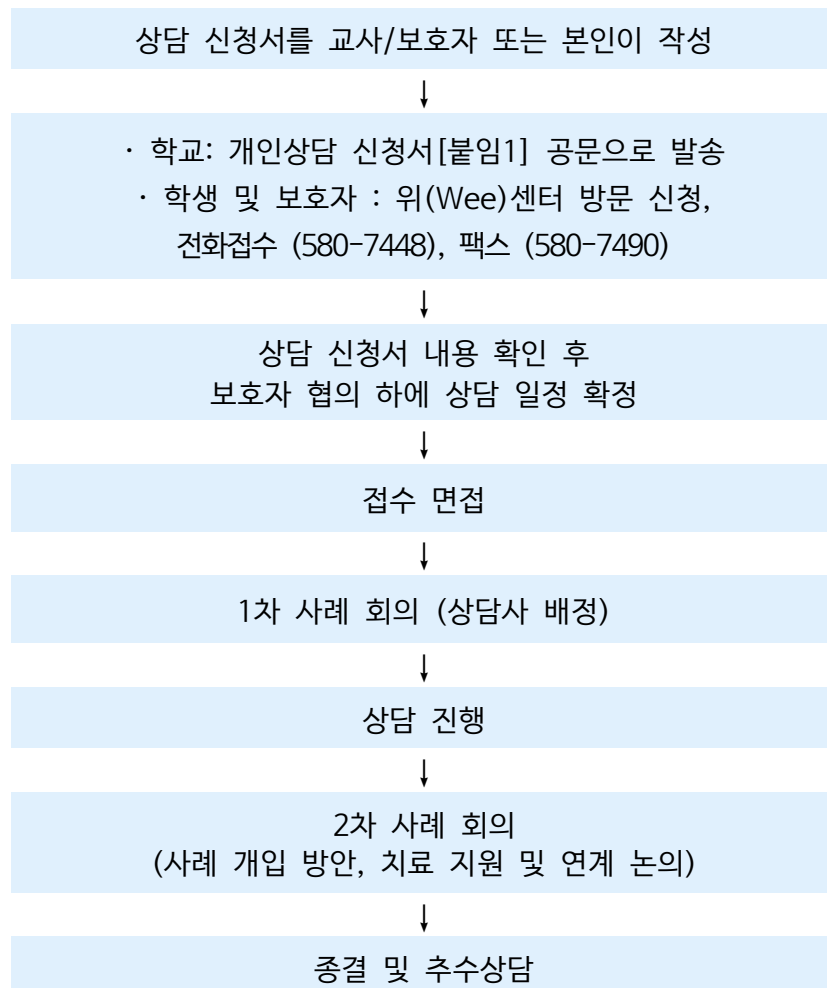 상담 신청서를 교사/보호자 또는 본인이 작성
↓
· 학교: 개인상담 신청서[붙임1] 공문으로 발송
· 학생 및 보호자 : 위(Wee)센터 방문 신청,
전화접수 (580-7448), 팩스 (580-7490)
↓
상담 신청서 내용 확인 후
보호자 협의 하에 상담 일정 확정
↓
접수 면접
↓
1차 사례 회의 (상담사 배정)
↓
상담 진행
↓
2차 사례 회의
(사례 개입 방안, 치료 지원 및 연계 논의)
↓
종결 및 추수상담